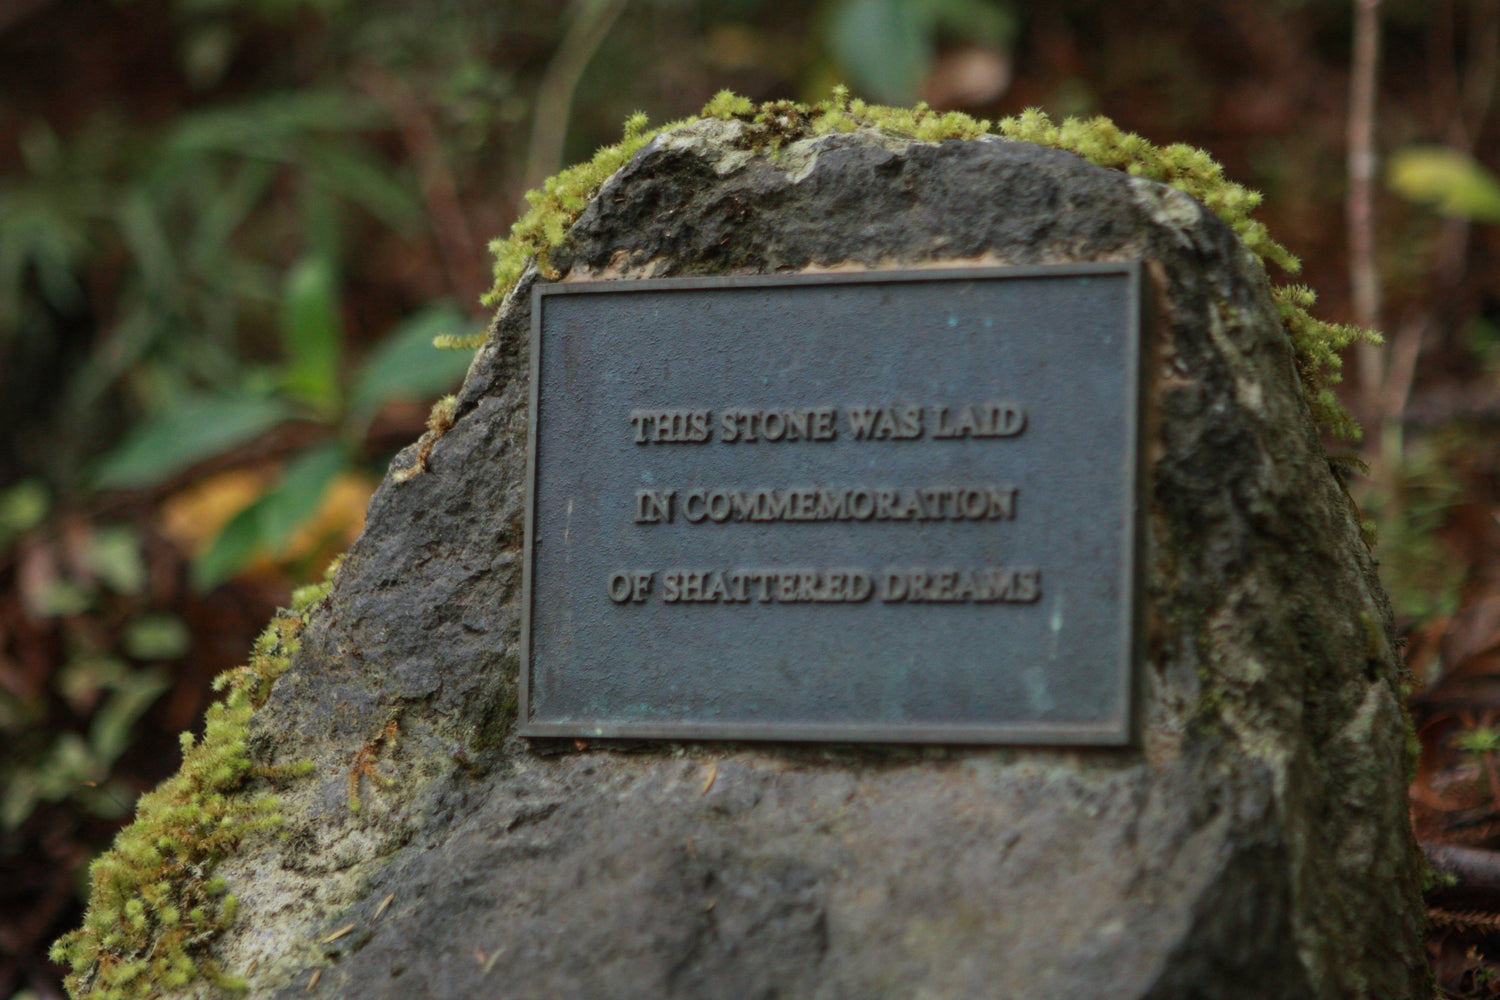 THIS STONE WAS LAID
IN COMMEMORATION
OF SHATTERED DREAMS